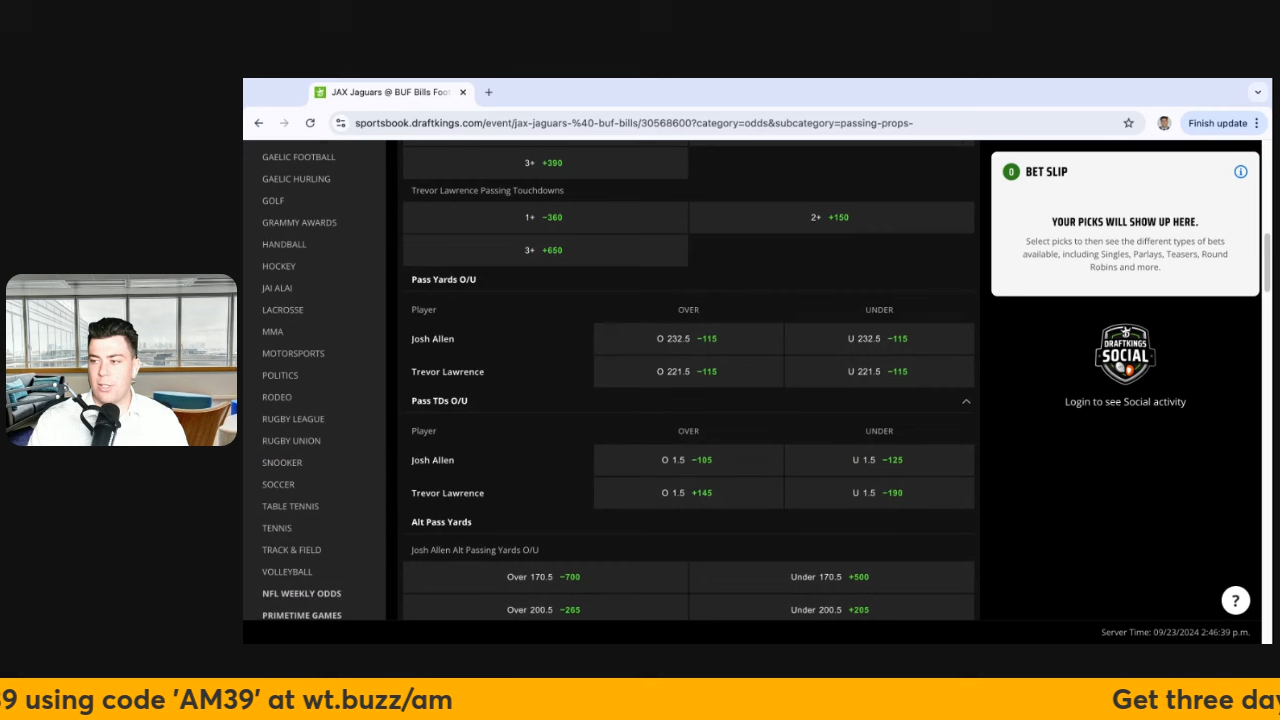 JAX Jaguars @ BUF Bills Foot
sportsbook.draftkings.com/event/jax-jaguars-%40-buf-bills/30568600?category=odds&subcategory=passing-props-
Finish update
GAELIC FOOTBALL
GAELIC HURLING
GOLF
GRAMMY AWARDS
HANDBALL
HOCKEY
JAI ALAI
LACROSSE
MMA
MOTORSPORTS
POLITICS
RODEO
RUGBY LEAGUE
RUGBY UNION
SNOOKER
SOCCER
TABLE TENNIS
TENNIS
TRACK & FIELD
VOLLEYBALL
NFL WEEKLY ODDS
PRIMETIME GAMES
3+ +390
Trevor Lawrence Passing Touchdowns
1+ −360 2+ +150
3+ +650
Pass Yards O/U
Player OVER UNDER
Josh Allen O 232.5 −115 U 232.5 −115
Trevor Lawrence O 221.5 −115 U 221.5 −115
Pass TDs O/U
Player OVER UNDER
Josh Allen O 1.5 −105 U 1.5 −125
Trevor Lawrence O 1.5 +145 U 1.5 −190
Alt Pass Yards
Josh Allen Alt Passing Yards O/U
Over 170.5 −700 Under 170.5 +500
Over 200.5 −265 Under 200.5 +205
0 BET SLIP
YOUR PICKS WILL SHOW UP HERE.
Select picks to then see the different types of bets
available, including Singles, Parlays, Teasers, Round
Robins and more.
DRAFTKINGS
SOCIAL
Login to see Social activity
?
Server Time: 09/23/2024 2:46:39 p.m.
9 using code 'AM39' at wt.buzz/am Get three day